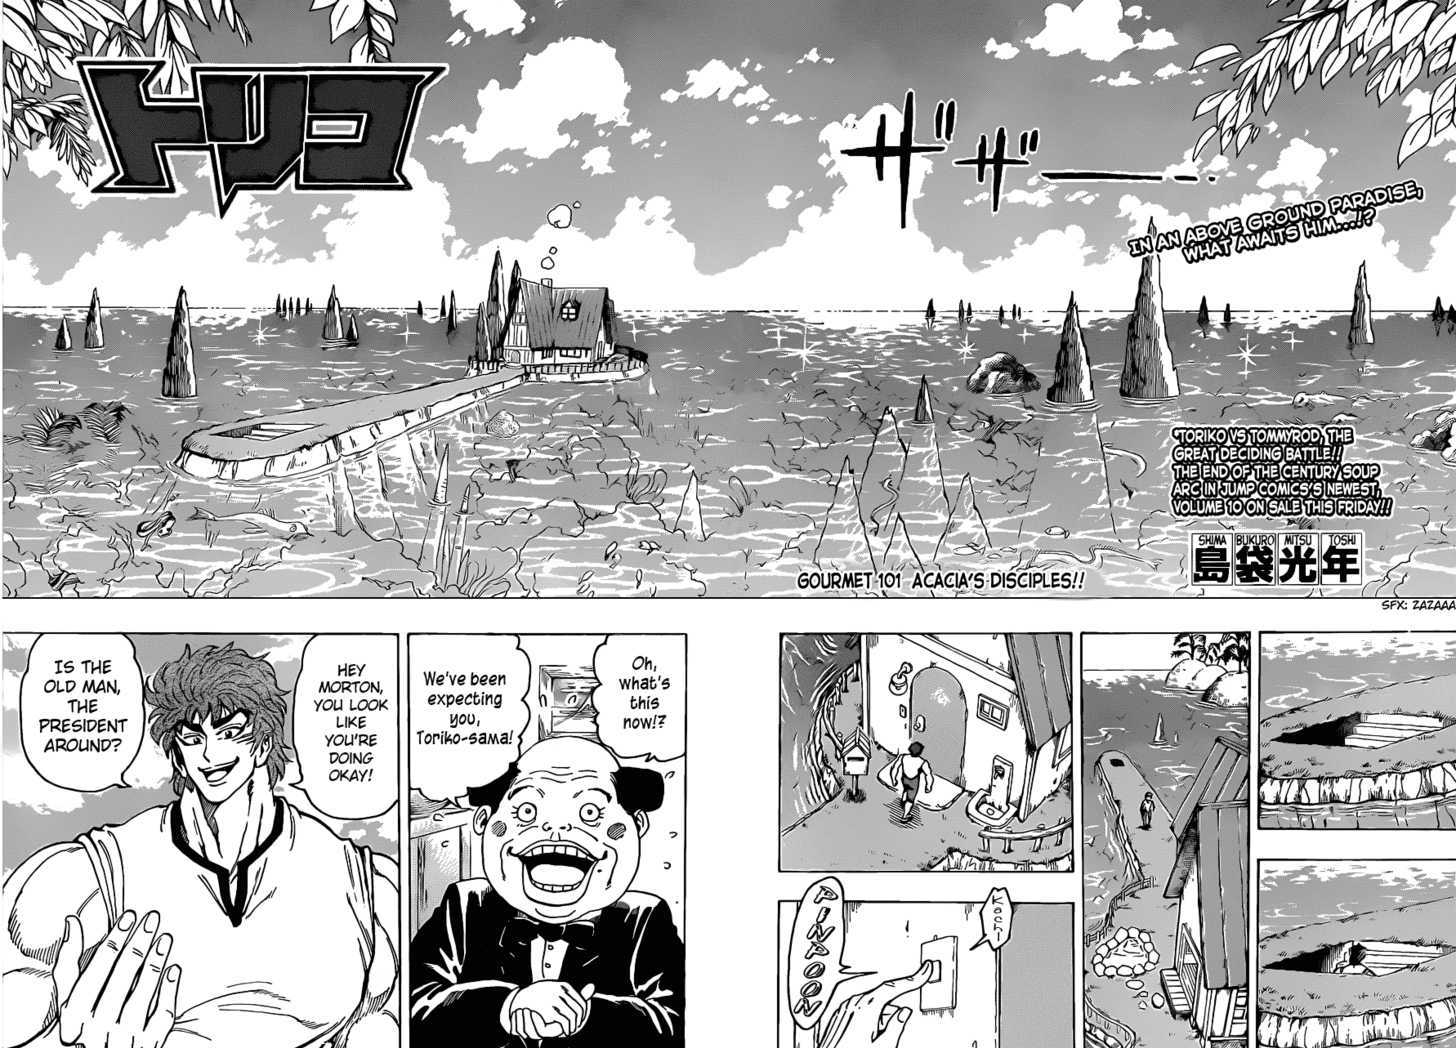 トリコ
ザ゛ザ゛ー
IN AN ABOVE GROUND PARADISE,
WHAT AWAITS HIM...!?
"TORIKO VS TOMMYROD, THE
GREAT DECIDING BATTLE!!
THE END OF THE CENTURY SOUP
ARC IN JUMP COMICS'S NEWEST,
VOLUME 10 ON SALE THIS FRIDAY!!
SHIMA BUKURO MITSU TOSHI
島袋光年
GOURMET 101 ACACIA'S DISCIPLES!!
SFX: ZAZAAA
KOCHI
PINPOON
Oh,
what's
this
now!?
We've been
expecting
you,
Toriko-sama!
HEY
MORTON,
YOU LOOK
LIKE
YOU'RE
DOING
OKAY!
IS THE
OLD MAN,
THE
PRESIDENT
AROUND?